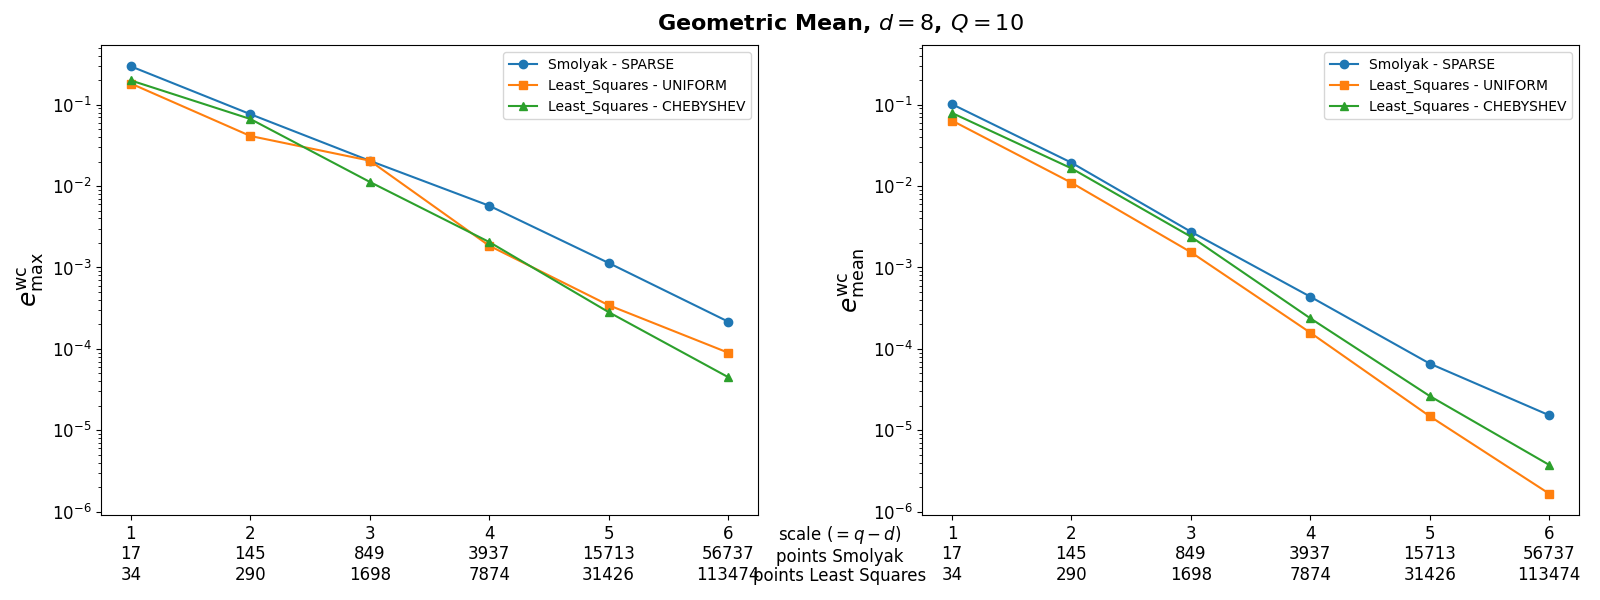 Geometric Mean, d = 8, Q = 10
Smolyak - SPARSE
Least_Squares - UNIFORM
Least_Squares - CHEBYSHEV
10⁻¹
10⁻²
10⁻³
10⁻⁴
10⁻⁵
10⁻⁶
e^wc_max
1 2 3 4 5 6
17 145 849 3937 15713 56737
34 290 1698 7874 31426 113474
scale (= q − d)
points Smolyak
points Least Squares
Smolyak - SPARSE
Least_Squares - UNIFORM
Least_Squares - CHEBYSHEV
10⁻¹
10⁻²
10⁻³
10⁻⁴
10⁻⁵
10⁻⁶
e^wc_mean
1 2 3 4 5 6
17 145 849 3937 15713 56737
34 290 1698 7874 31426 113474